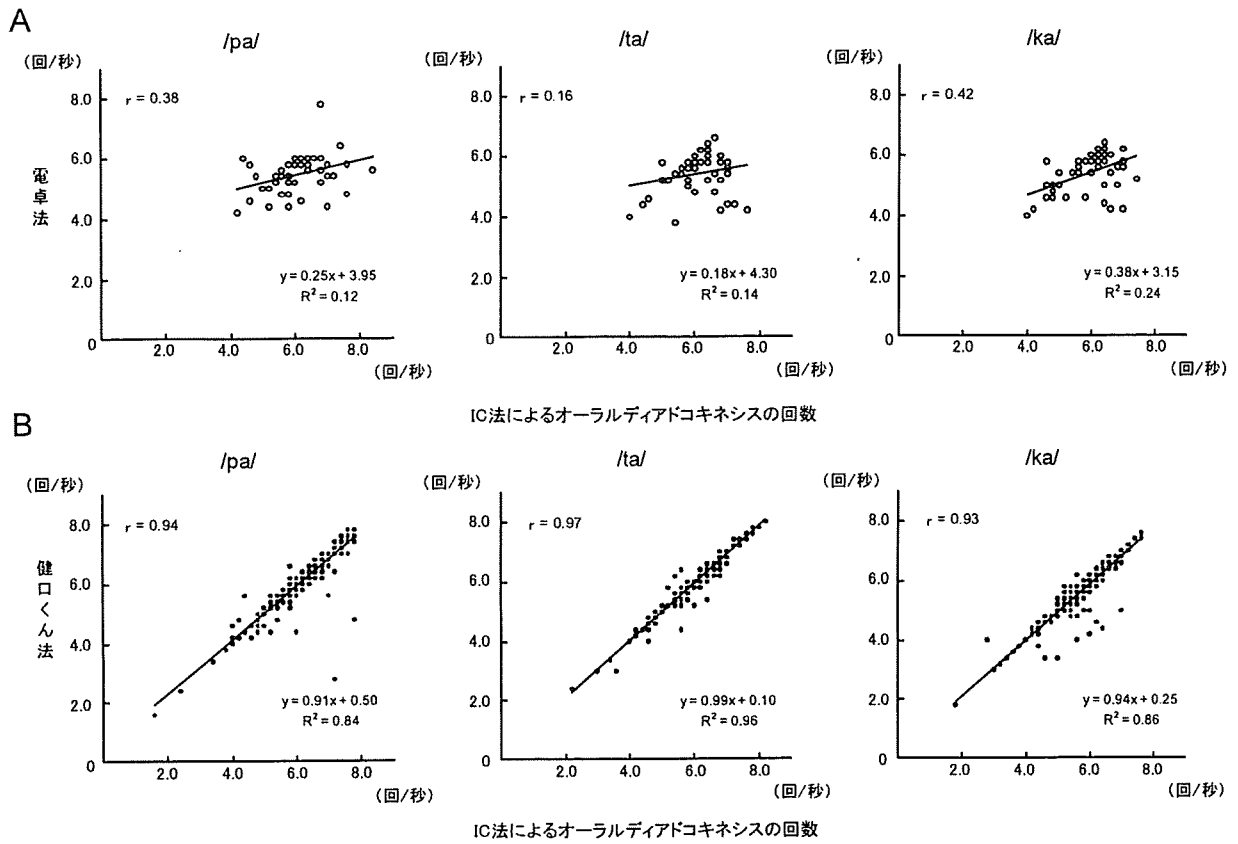 A
/pa/
/ta/
/ka/
(回/秒)
(回/秒)
(回/秒)
8.0
6.0
4.0
2.0
0
r = 0.38
y=0.25x+3.95
R²=0.12
2.0 4.0 6.0 8.0
(回/秒)
8.0
6.0
4.0
2.0
0
r = 0.16
y=0.18x+4.30
R²=0.14
2.0 4.0 6.0 8.0
(回/秒)
8.0
6.0
4.0
2.0
0
r = 0.42
y=0.38x+3.15
R²=0.24
2.0 4.0 6.0 8.0
(回/秒)
電卓法
IC法によるオーラルディアドコキネシスの回数
B
/pa/
/ta/
/ka/
(回/秒)
(回/秒)
(回/秒)
8.0
6.0
4.0
2.0
0
r = 0.94
y=0.91x+0.50
R²=0.84
2.0 4.0 6.0 8.0
(回/秒)
8.0
6.0
4.0
2.0
0
r = 0.97
y=0.99x+0.10
R²=0.96
2.0 4.0 6.0 8.0
(回/秒)
8.0
6.0
4.0
2.0
0
r = 0.93
y=0.94x+0.25
R²=0.86
2.0 4.0 6.0 8.0
(回/秒)
健口くん法
IC法によるオーラルディアドコキネシスの回数